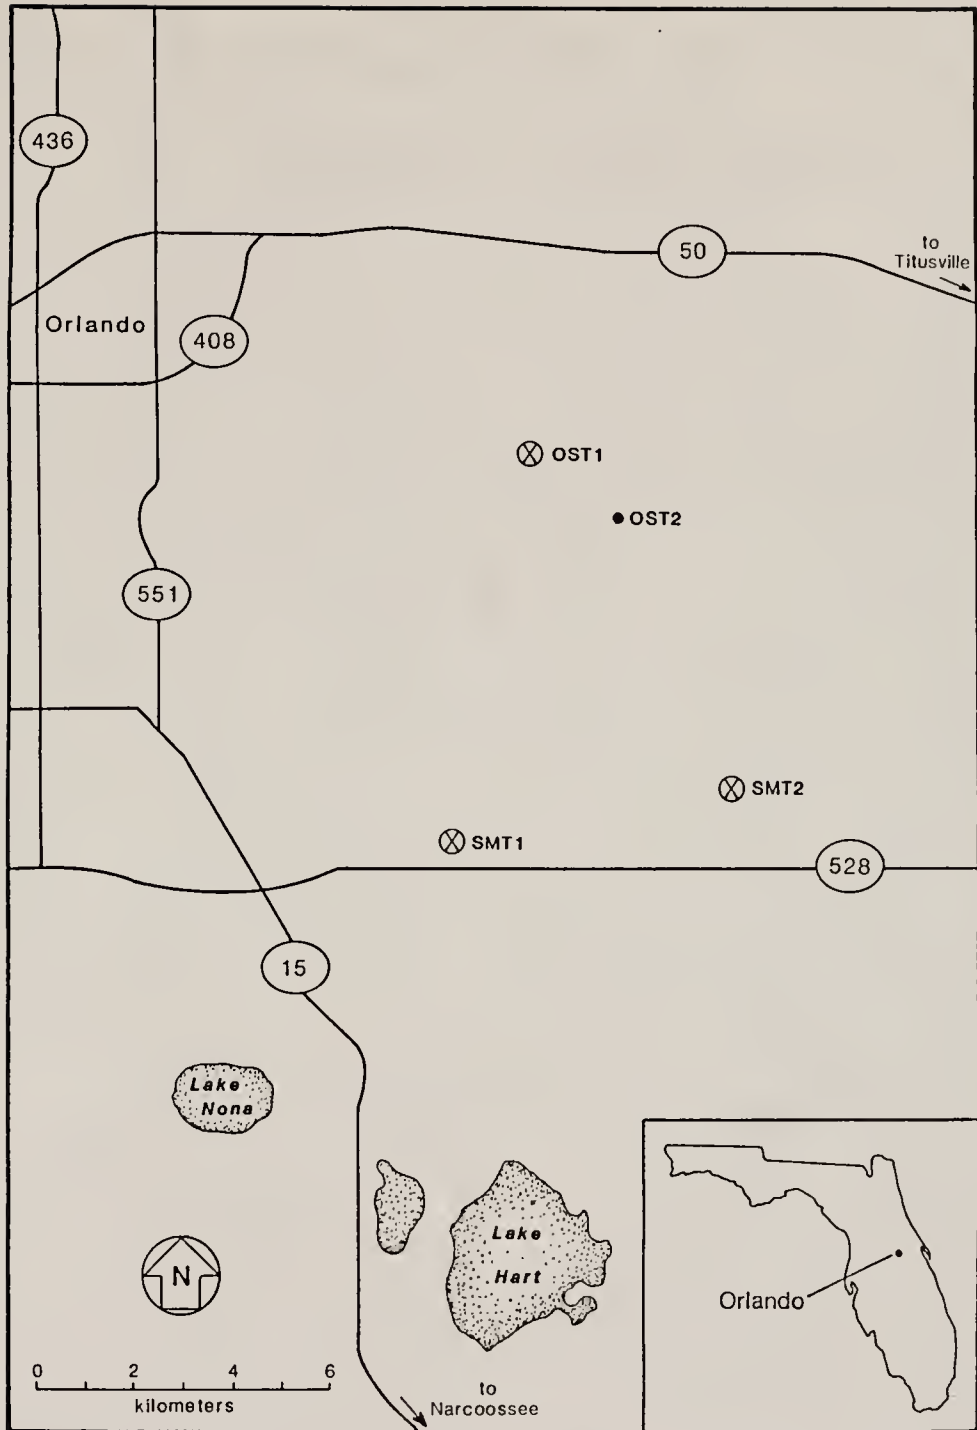 436
50
to
Titusville
Orlando
408
OST1
OST2
551
SMT2
SMT1
528
15
Lake
Nona
Lake
Hart
N
Orlando
0 2 4 6
kilometers
to
Narcoossee